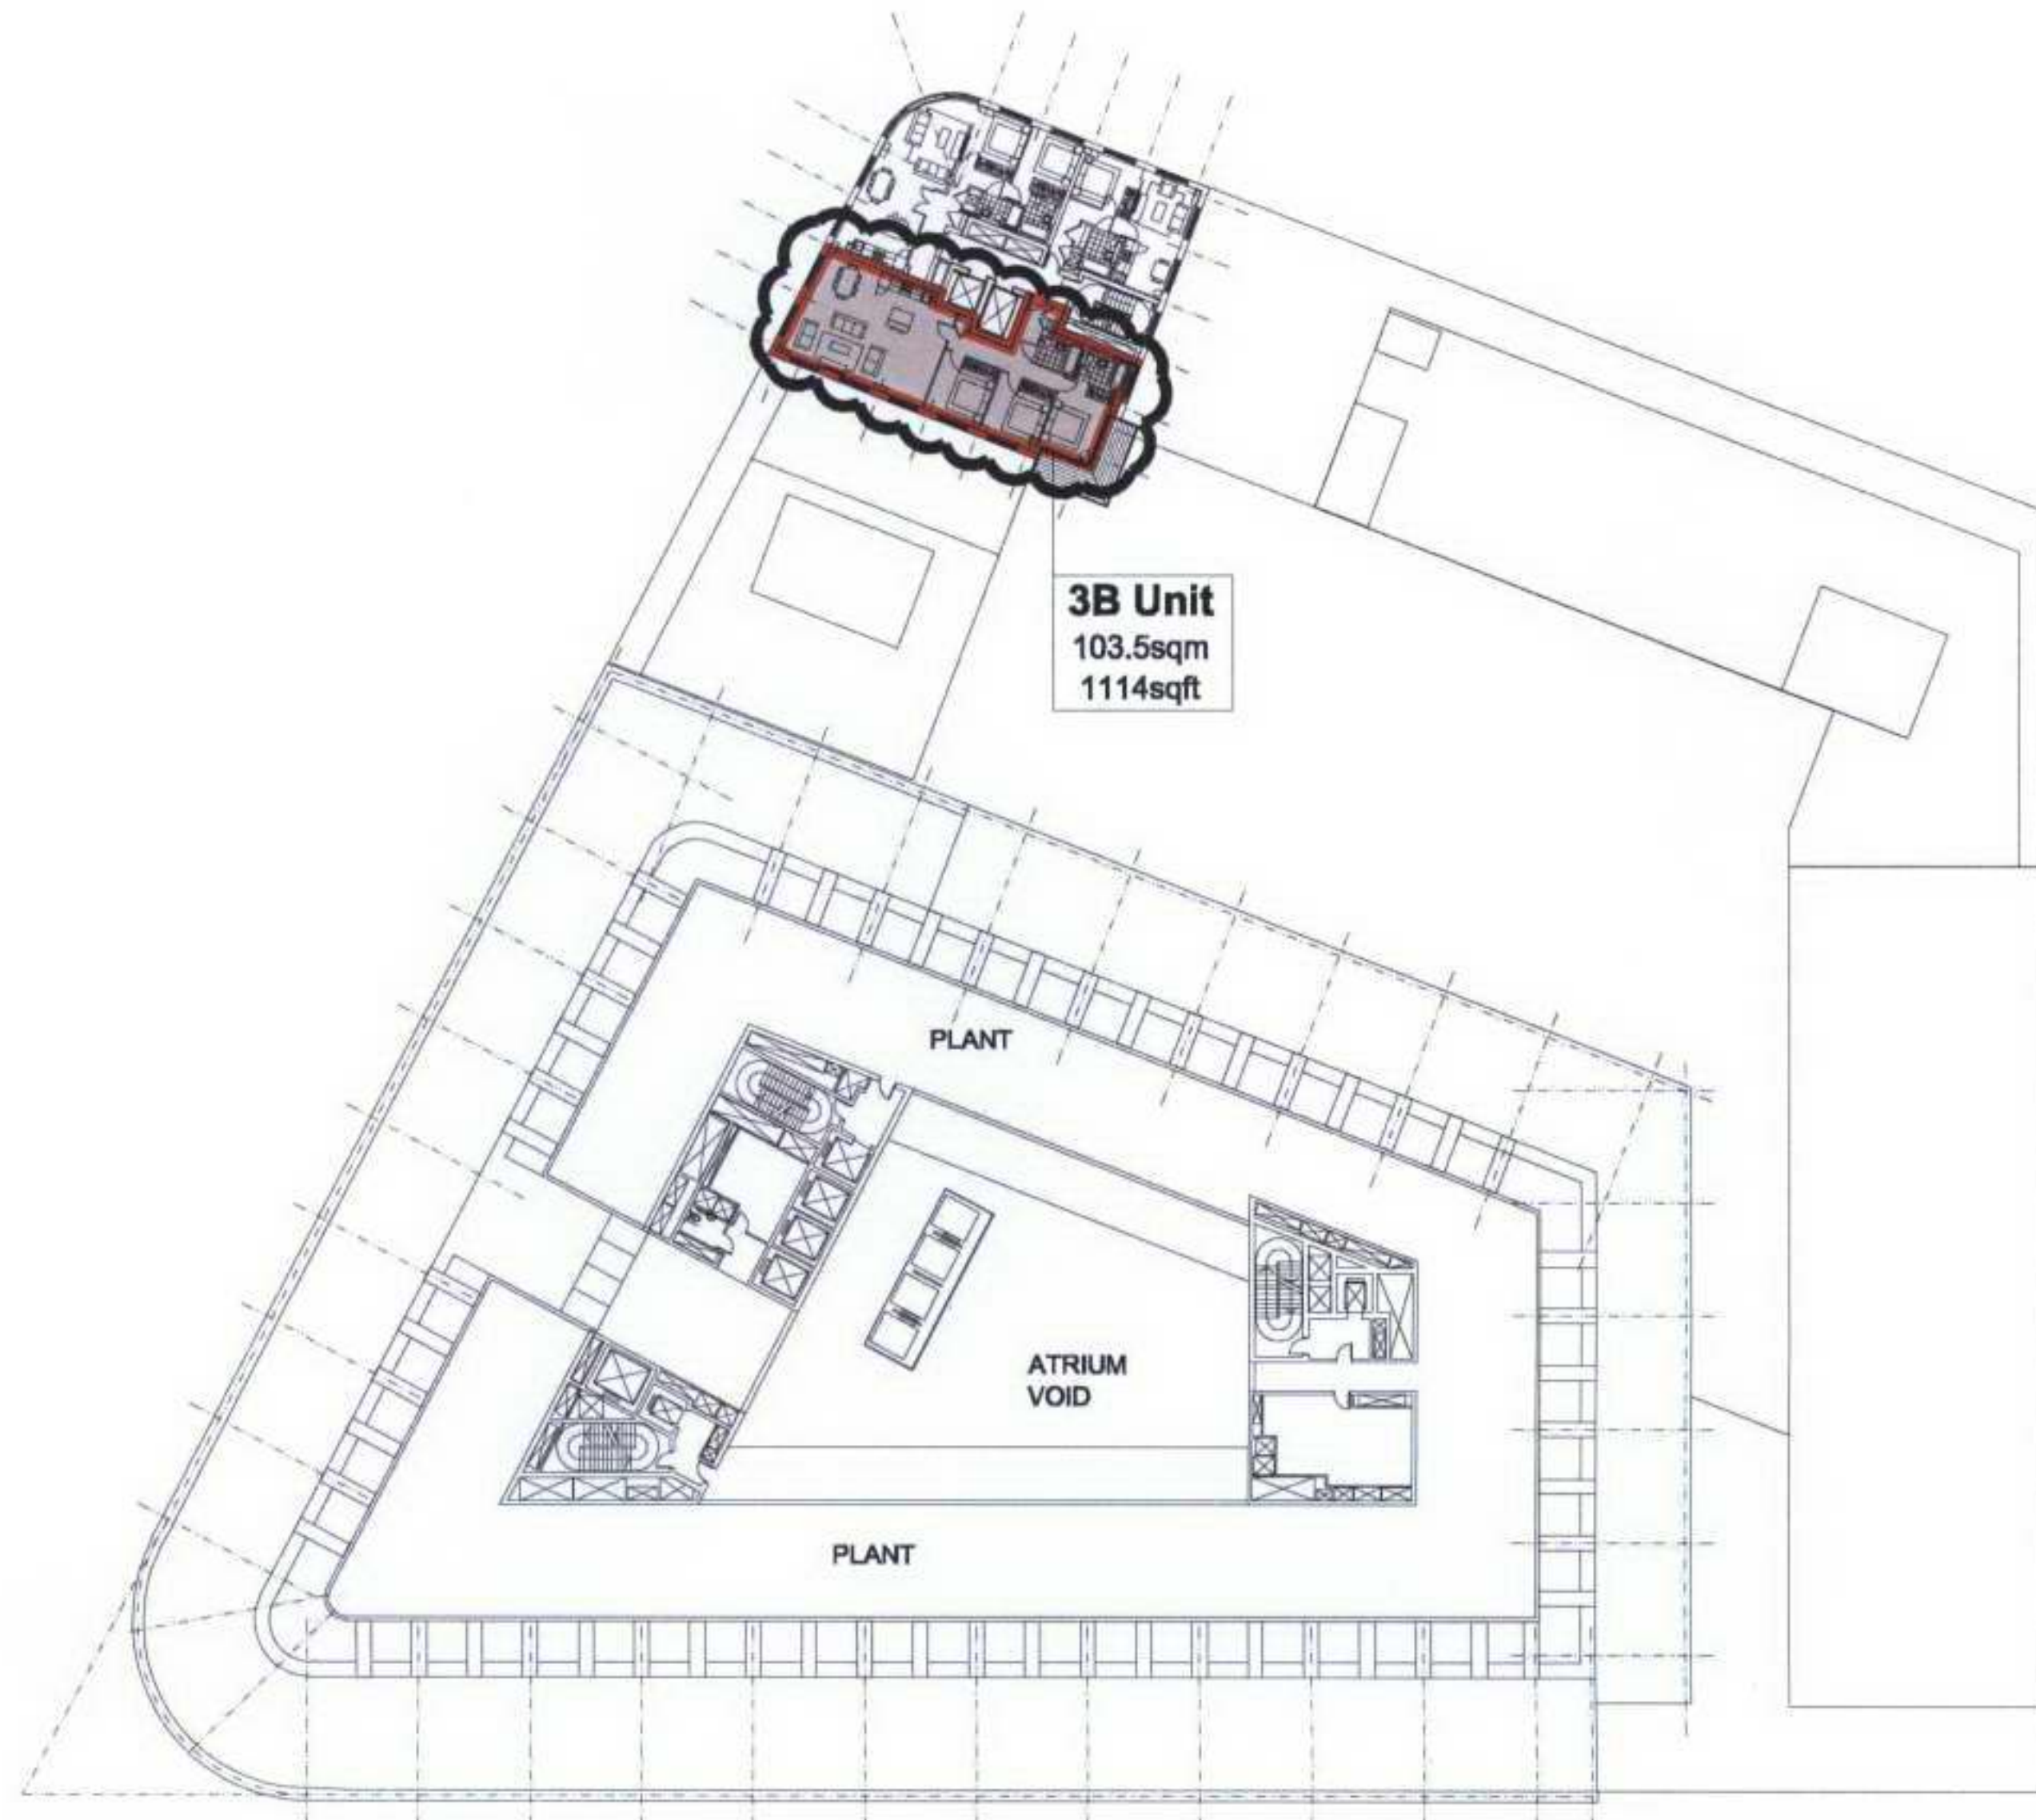 3B Unit
103.5sqm
1114sqft
PLANT
ATRIUM
VOID
PLANT